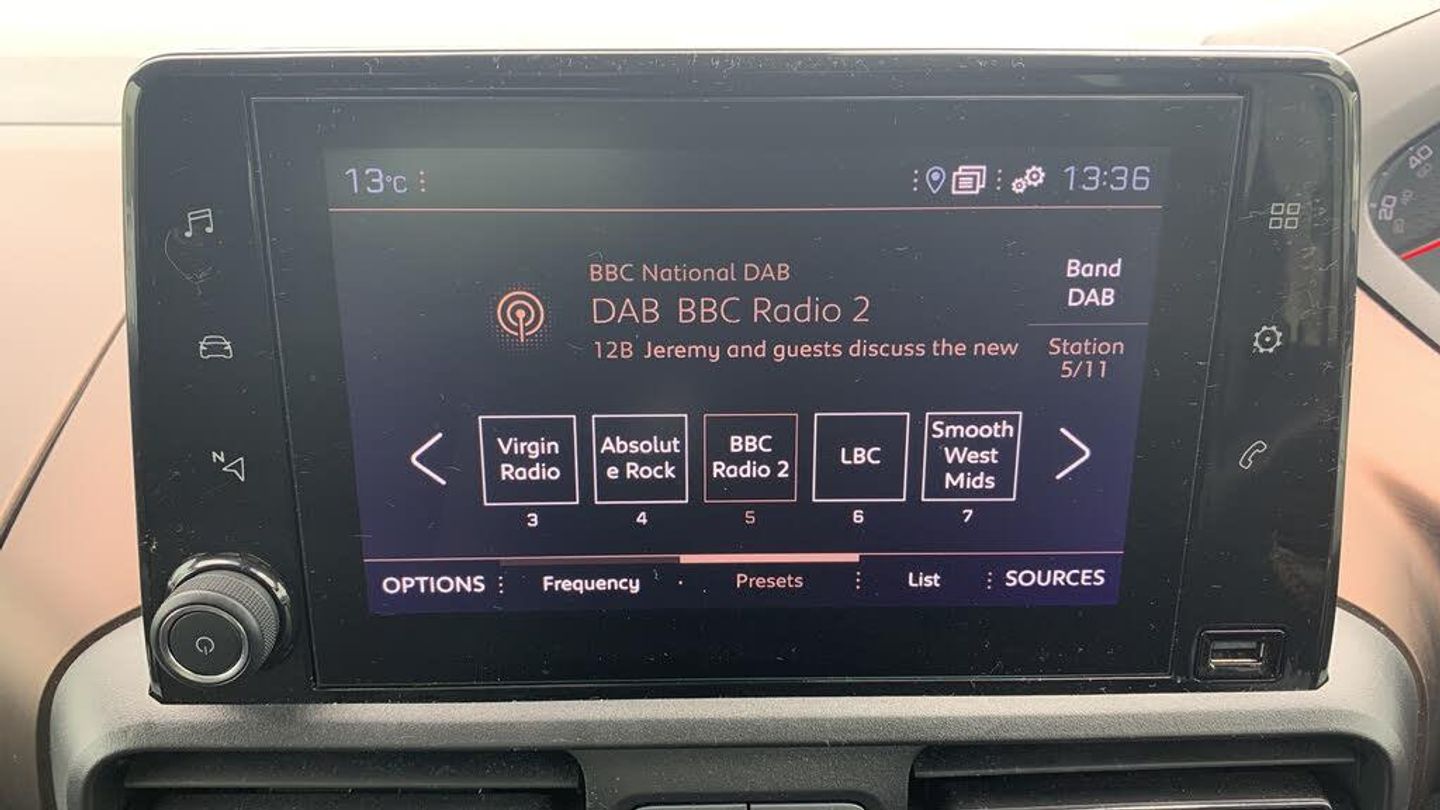 13°C
13:36
BBC National DAB
DAB BBC Radio 2
12B Jeremy and guests discuss the new
Band
DAB
Station
5/11
Virgin
Radio
Absolut
e Rock
BBC
Radio 2
LBC
Smooth
West
Mids
3
4
5
6
7
OPTIONS
Frequency
Presets
List
SOURCES
N
20
40